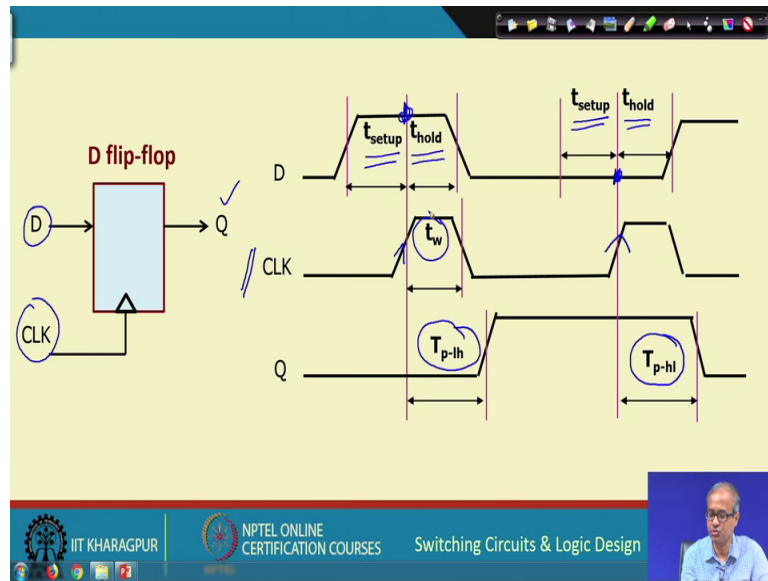 D flip-flop
D
Q
CLK
t_setup t_hold
t_setup t_hold
D
t_w
CLK
T_p-lh
T_p-hl
Q
IIT KHARAGPUR
NPTEL ONLINE
CERTIFICATION COURSES
Switching Circuits & Logic Design